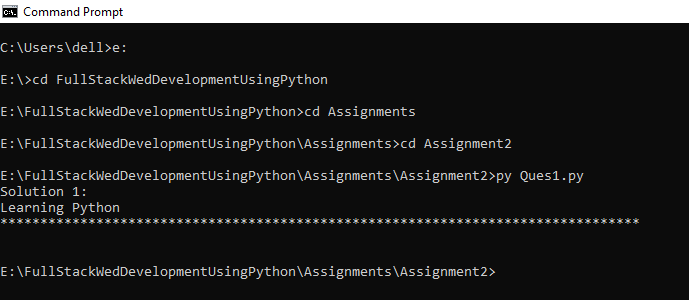 Command Prompt
C:\Users\dell>e:
E:\>cd FullStackWedDevelopmentUsingPython
E:\FullStackWedDevelopmentUsingPython>cd Assignments
E:\FullStackWedDevelopmentUsingPython\Assignments>cd Assignment2
E:\FullStackWedDevelopmentUsingPython\Assignments\Assignment2>py Ques1.py
Solution 1:
Learning Python
********************************************************************************
E:\FullStackWedDevelopmentUsingPython\Assignments\Assignment2>